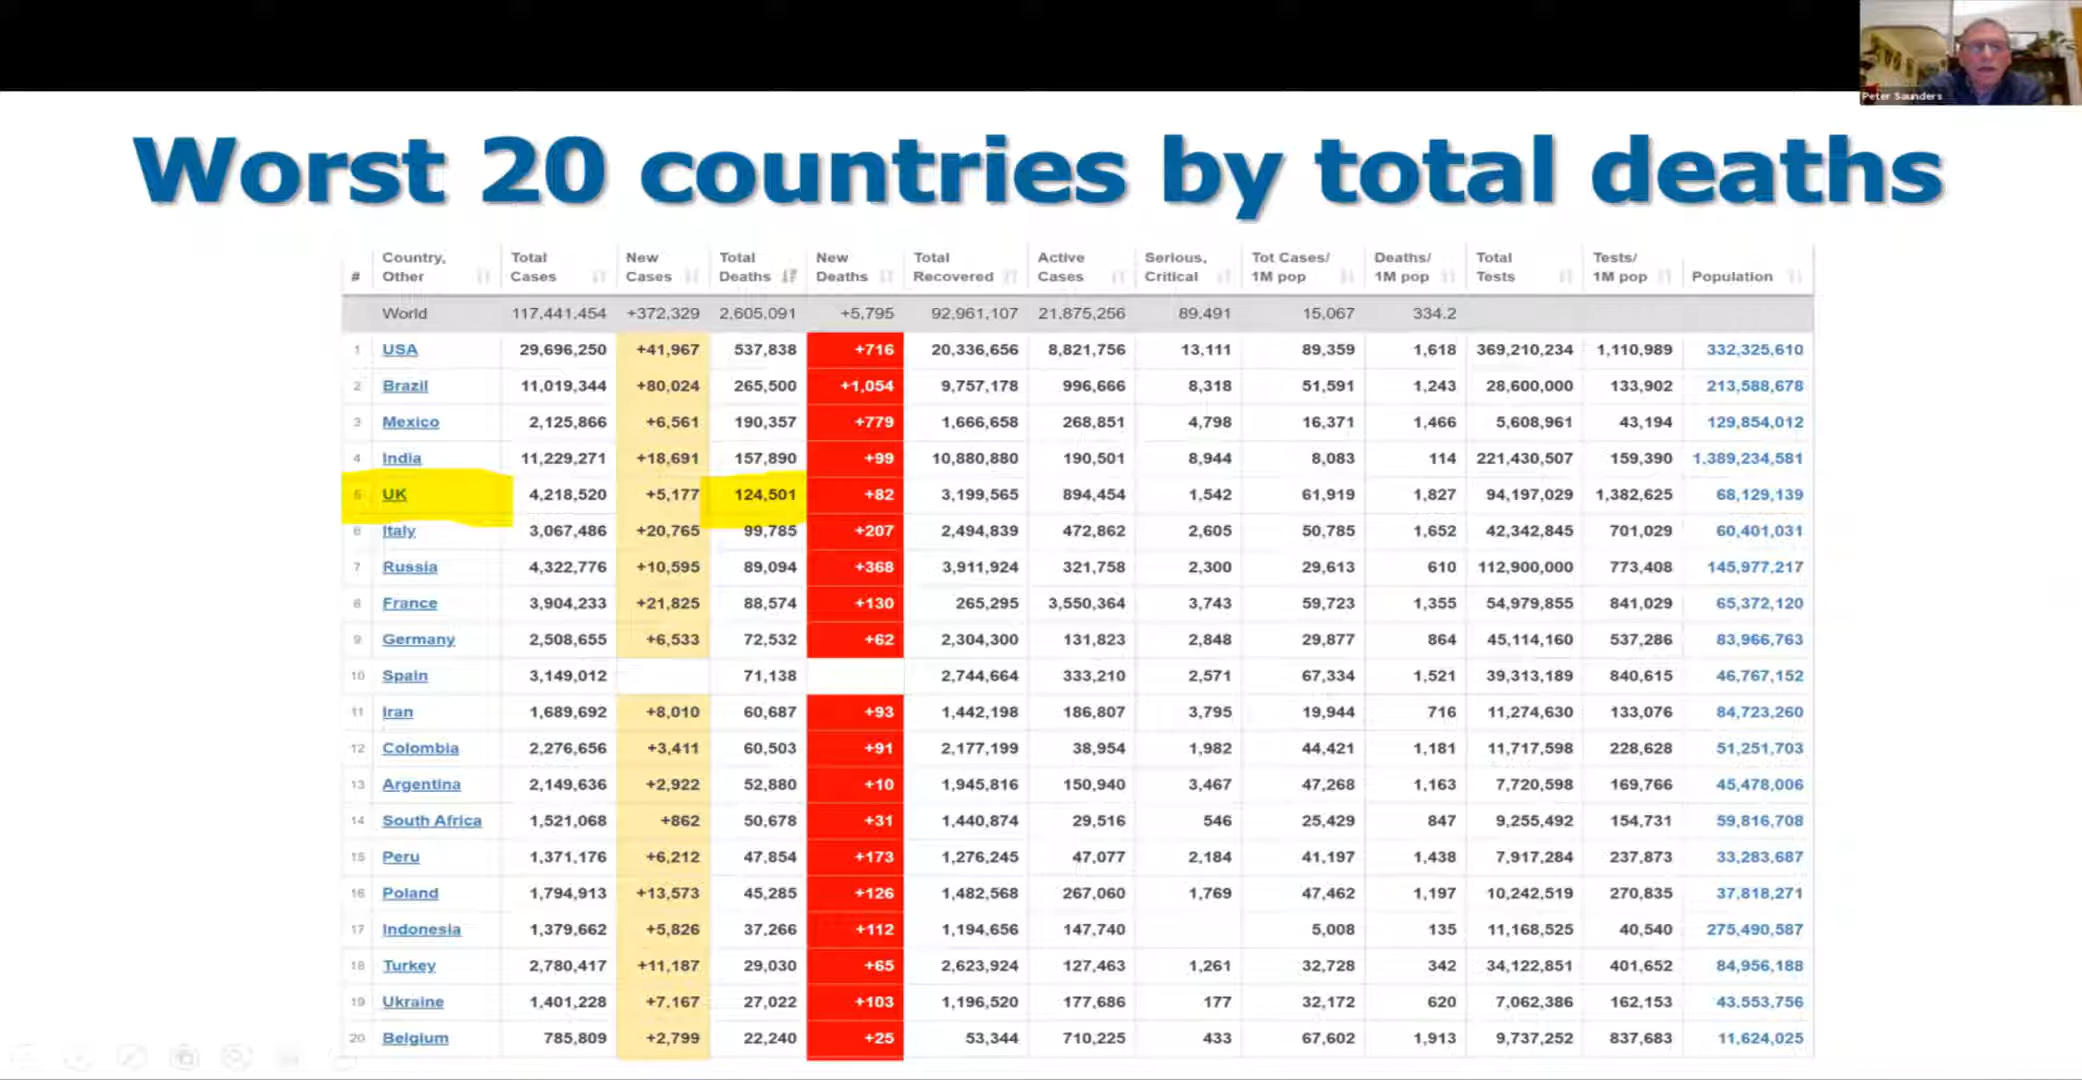 Peter Saunders
Worst 20 countries by total deaths
# Country, Other Total Cases New Cases Total Deaths New Deaths Total Recovered Active Cases Serious, Critical Tot Cases/ 1M pop Deaths/ 1M pop Total Tests Tests/ 1M pop Population
World 117,441,454 +372,329 2,605,091 +5,795 92,961,107 21,875,256 89,491 15,067 334.2
1 USA 29,696,250 +41,967 537,838 +716 20,336,656 8,821,756 13,111 89,359 1,618 369,210,234 1,110,989 332,325,610
2 Brazil 11,019,344 +80,024 265,500 +1,054 9,757,178 996,666 8,318 51,591 1,243 28,600,000 133,902 213,588,678
3 Mexico 2,125,866 +6,561 190,357 +779 1,666,658 268,851 4,798 16,371 1,466 5,608,961 43,194 129,854,012
4 India 11,229,271 +18,691 157,890 +99 10,880,880 190,501 8,944 8,083 114 221,430,507 159,390 1,389,234,581
5 UK 4,218,520 +5,177 124,501 +82 3,199,565 894,454 1,542 61,919 1,827 94,197,029 1,382,625 68,129,139
6 Italy 3,067,486 +20,765 99,785 +207 2,494,839 472,862 2,605 50,785 1,652 42,342,845 701,029 60,401,031
7 Russia 4,322,776 +10,595 89,094 +368 3,911,924 321,758 2,300 29,613 610 112,900,000 773,408 145,977,217
8 France 3,904,233 +21,825 88,574 +130 265,295 3,550,364 3,743 59,723 1,355 54,979,855 841,029 65,372,120
9 Germany 2,508,655 +6,533 72,532 +62 2,304,300 131,823 2,848 29,877 864 45,114,160 537,286 83,966,763
10 Spain 3,149,012 71,138 2,744,664 333,210 2,571 67,334 1,521 39,313,189 840,615 46,767,152
11 Iran 1,689,692 +8,010 60,687 +93 1,442,198 186,807 3,795 19,944 716 11,274,630 133,076 84,723,260
12 Colombia 2,276,656 +3,411 60,503 +91 2,177,199 38,954 1,982 44,421 1,181 11,717,598 228,628 51,251,703
13 Argentina 2,149,636 +2,922 52,880 +10 1,945,816 150,940 3,467 47,268 1,163 7,720,598 169,766 45,478,006
14 South Africa 1,521,068 +862 50,678 +31 1,440,874 29,516 546 25,429 847 9,255,492 154,731 59,816,708
15 Peru 1,371,176 +6,212 47,854 +173 1,276,245 47,077 2,184 41,197 1,438 7,917,284 237,873 33,283,687
16 Poland 1,794,913 +13,573 45,285 +126 1,482,568 267,060 1,769 47,462 1,197 10,242,519 270,835 37,818,271
17 Indonesia 1,379,662 +5,826 37,266 +112 1,194,656 147,740 5,008 135 11,168,525 40,540 275,490,587
18 Turkey 2,780,417 +11,187 29,030 +65 2,623,924 127,463 1,261 32,728 342 34,122,851 401,652 84,956,188
19 Ukraine 1,401,228 +7,167 27,022 +103 1,196,520 177,686 177 32,172 620 7,062,386 162,153 43,553,756
20 Belgium 785,809 +2,799 22,240 +25 53,344 710,225 433 67,602 1,913 9,737,252 837,683 11,624,025